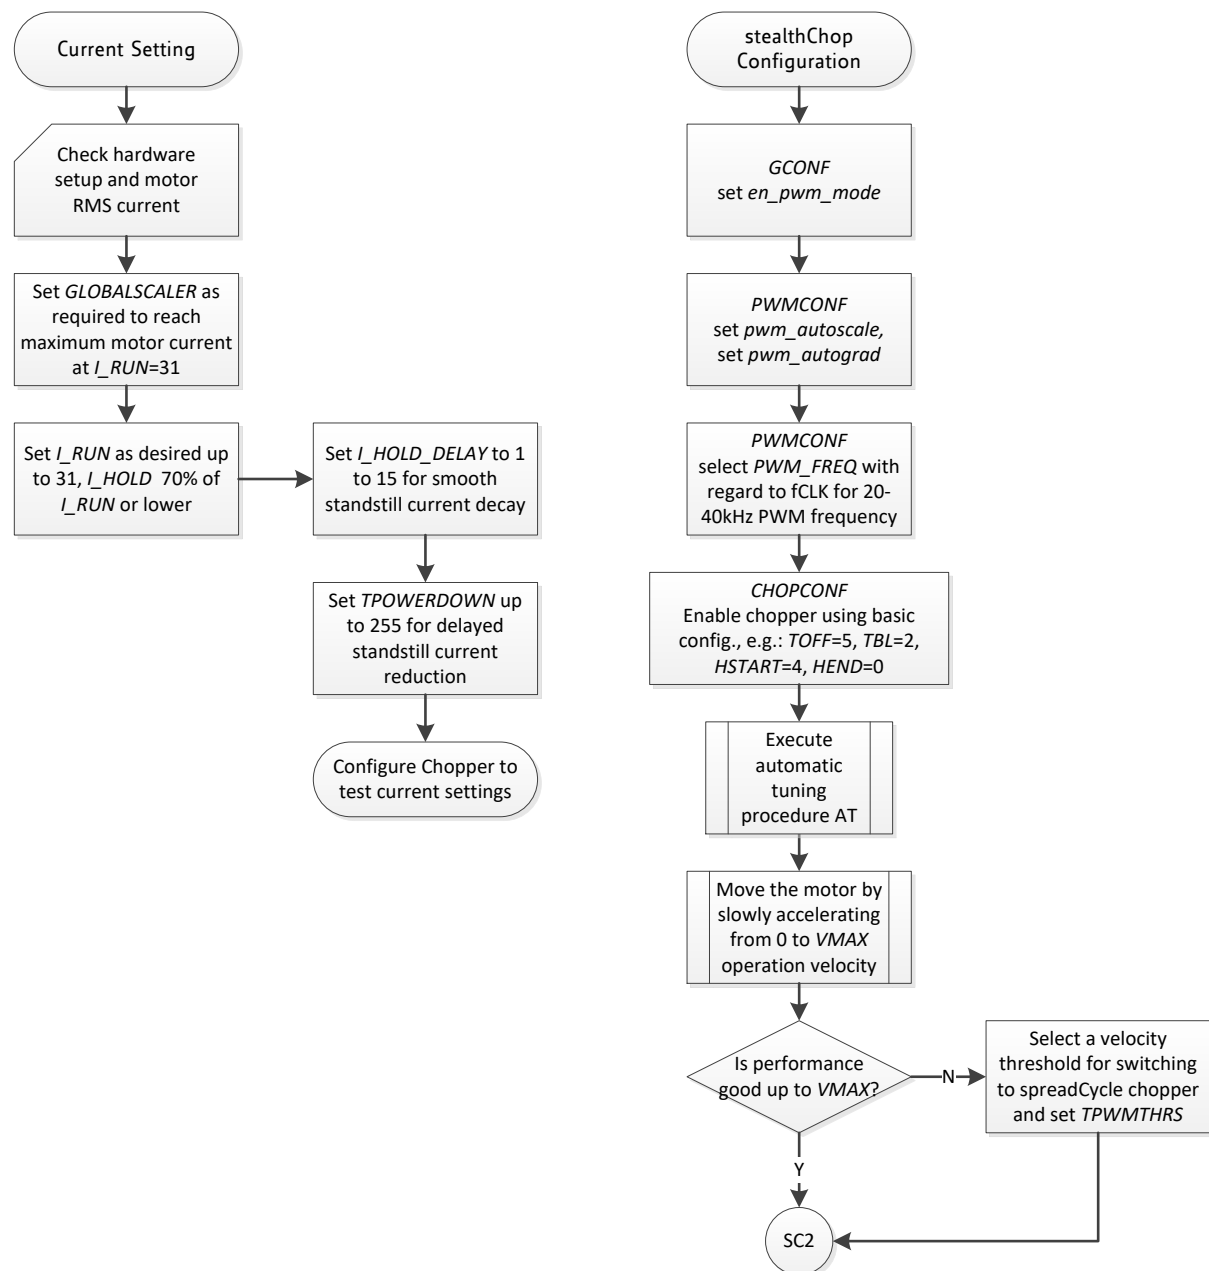 Current Setting
Check hardware
setup and motor
RMS current
Set GLOBALSCALER as
required to reach
maximum motor current
at I_RUN=31
Set I_RUN as desired up
to 31, I_HOLD 70% of
I_RUN or lower
Set I_HOLD_DELAY to 1
to 15 for smooth
standstill current decay
Set TPOWERDOWN up
to 255 for delayed
standstill current
reduction
Configure Chopper to
test current settings
stealthChop
Configuration
GCONF
set en_pwm_mode
PWMCONF
set pwm_autoscale,
set pwm_autograd
PWMCONF
select PWM_FREQ with
regard to fCLK for 20-
40kHz PWM frequency
CHOPCONF
Enable chopper using basic
config., e.g.: TOFF=5, TBL=2,
HSTART=4, HEND=0
Execute
automatic
tuning
procedure AT
Move the motor by
slowly accelerating
from 0 to VMAX
operation velocity
Is performance
good up to VMAX?
N
Select a velocity
threshold for switching
to spreadCycle chopper
and set TPWMTHRS
Y
SC2